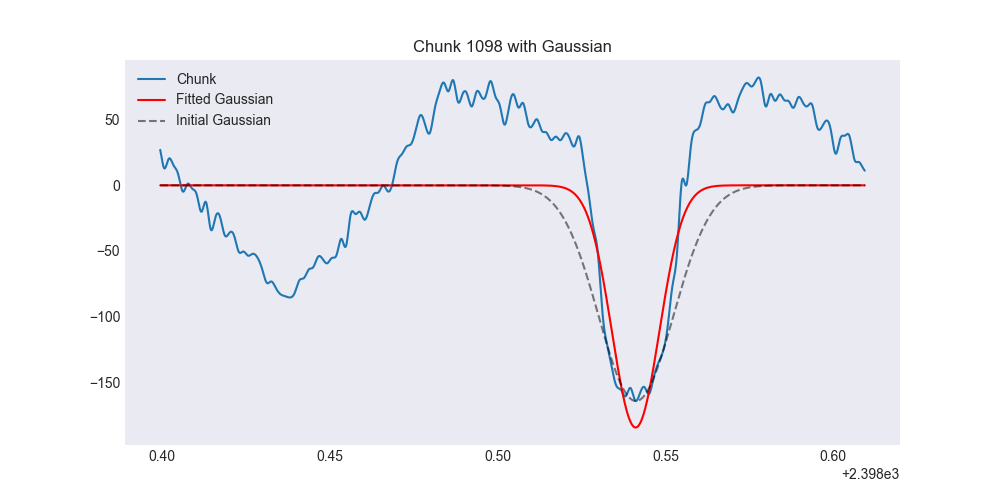 Chunk 1098 with Gaussian
Chunk
Fitted Gaussian
Initial Gaussian
50
0
−50
−100
−150
0.40 0.45 0.50 0.55 0.60
+2.398e3